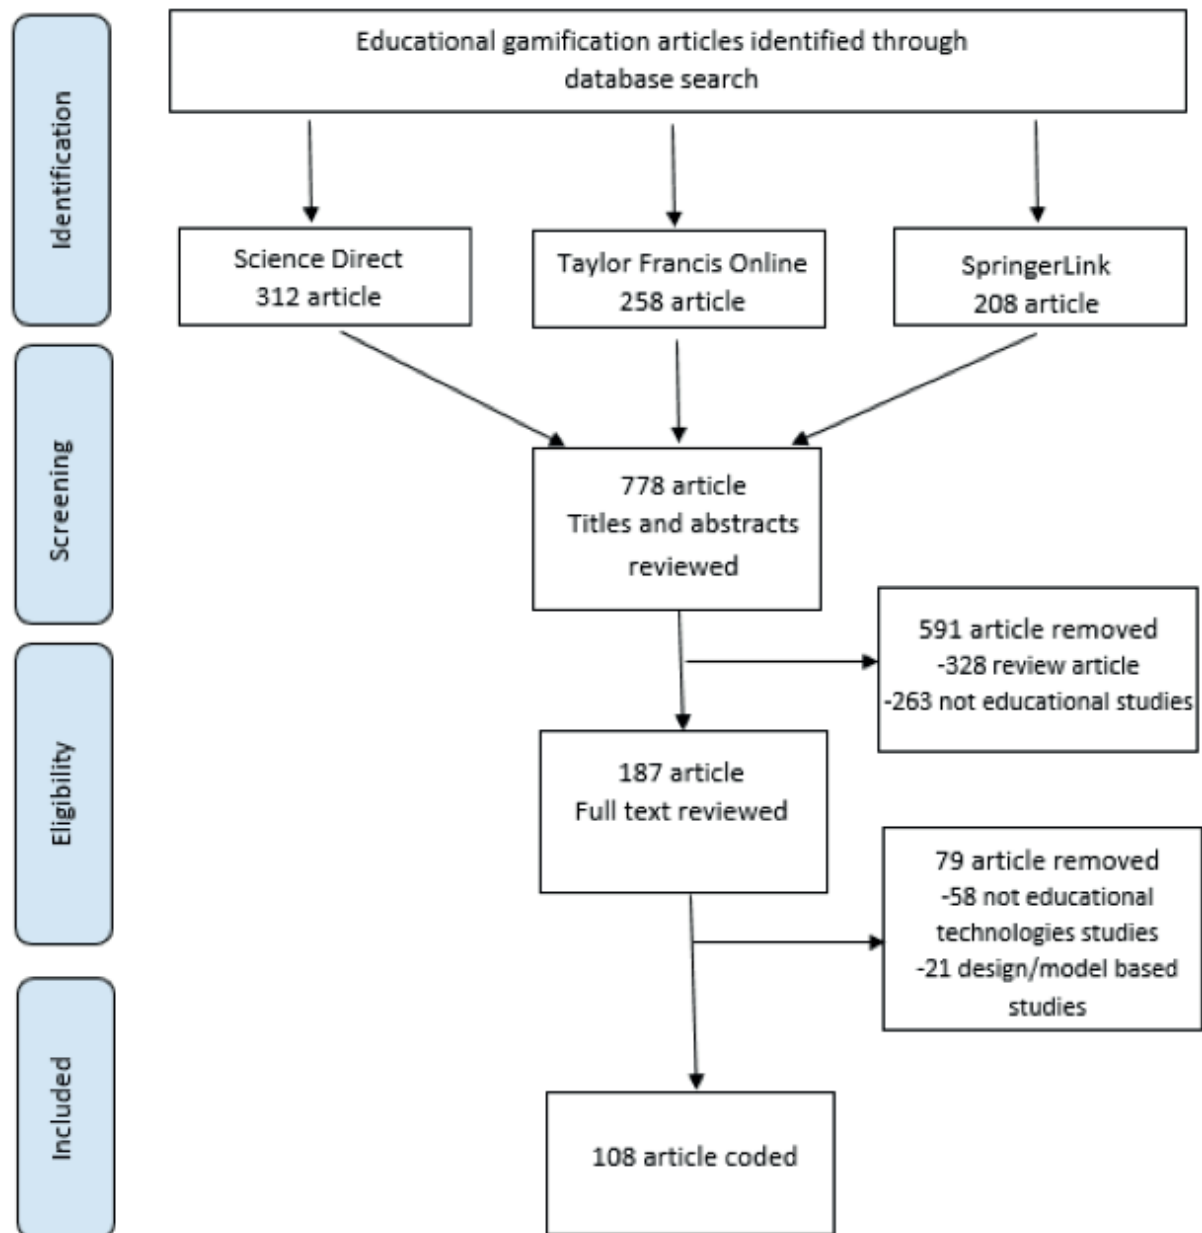 Identification
Educational gamification articles identified through
database search
Science Direct
312 article
Taylor Francis Online
258 article
SpringerLink
208 article
Screening
778 article
Titles and abstracts
reviewed
591 article removed
-328 review article
-263 not educational studies
Eligibility
187 article
Full text reviewed
79 article removed
-58 not educational
technologies studies
-21 design/model based
studies
Included
108 article coded